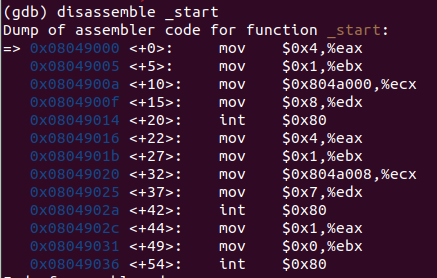 (gdb) disassemble _start
Dump of assembler code for function _start:
=> 0x08049000 <+0>:     mov    $0x4,%eax
   0x08049005 <+5>:     mov    $0x1,%ebx
   0x0804900a <+10>:    mov    $0x804a000,%ecx
   0x0804900f <+15>:    mov    $0x8,%edx
   0x08049014 <+20>:    int    $0x80
   0x08049016 <+22>:    mov    $0x4,%eax
   0x0804901b <+27>:    mov    $0x1,%ebx
   0x08049020 <+32>:    mov    $0x804a008,%ecx
   0x08049025 <+37>:    mov    $0x7,%edx
   0x0804902a <+42>:    int    $0x80
   0x0804902c <+44>:    mov    $0x1,%eax
   0x08049031 <+49>:    mov    $0x0,%ebx
   0x08049036 <+54>:    int    $0x80